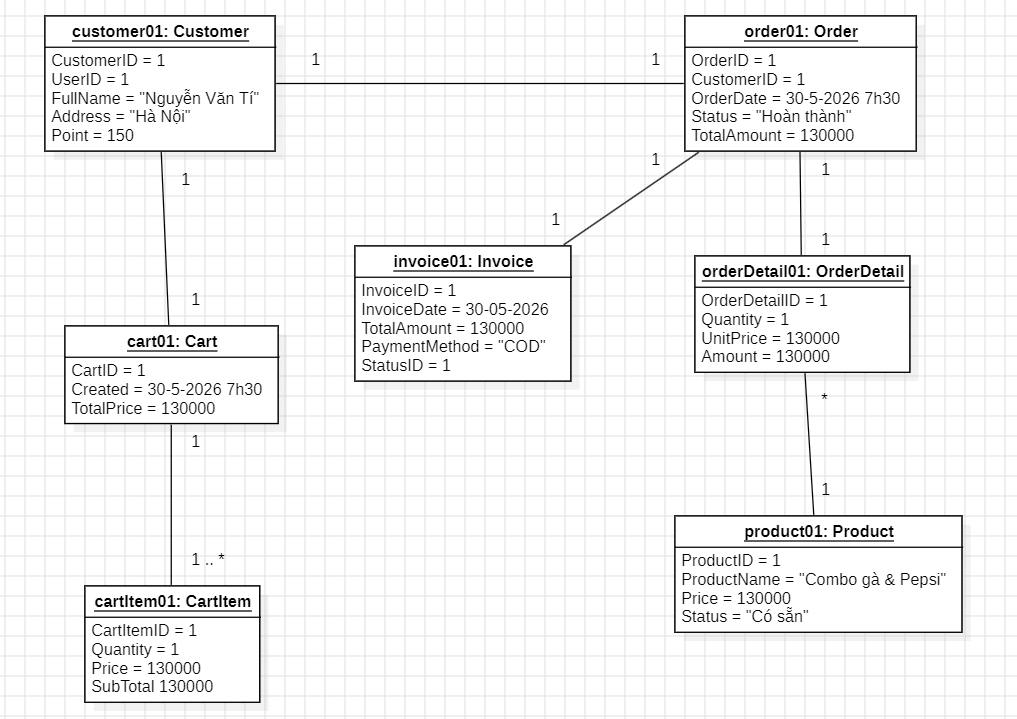 customer01: Customer
CustomerID = 1
UserID = 1
FullName = "Nguyễn Văn Tí"
Address = "Hà Nội"
Point = 150
1
1
order01: Order
OrderID = 1
CustomerID = 1
OrderDate = 30-5-2026 7h30
Status = "Hoàn thành"
TotalAmount = 130000
1
1
1
1
1
1
invoice01: Invoice
InvoiceID = 1
InvoiceDate = 30-05-2026
TotalAmount = 130000
PaymentMethod = "COD"
StatusID = 1
orderDetail01: OrderDetail
OrderDetailID = 1
Quantity = 1
UnitPrice = 130000
Amount = 130000
cart01: Cart
CartID = 1
Created = 30-5-2026 7h30
TotalPrice = 130000
*
1
1
1 .. *
product01: Product
ProductID = 1
ProductName = "Combo gà & Pepsi"
Price = 130000
Status = "Có sẵn"
cartItem01: CartItem
CartItemID = 1
Quantity = 1
Price = 130000
SubTotal 130000